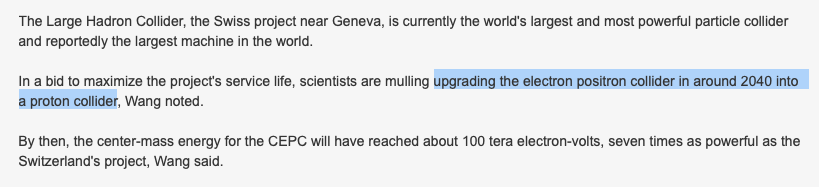 The Large Hadron Collider, the Swiss project near Geneva, is currently the world's largest and most powerful particle collider
and reportedly the largest machine in the world.
In a bid to maximize the project's service life, scientists are mulling upgrading the electron positron collider in around 2040 into
a proton collider, Wang noted.
By then, the center-mass energy for the CEPC will have reached about 100 tera electron-volts, seven times as powerful as the
Switzerland's project, Wang said.